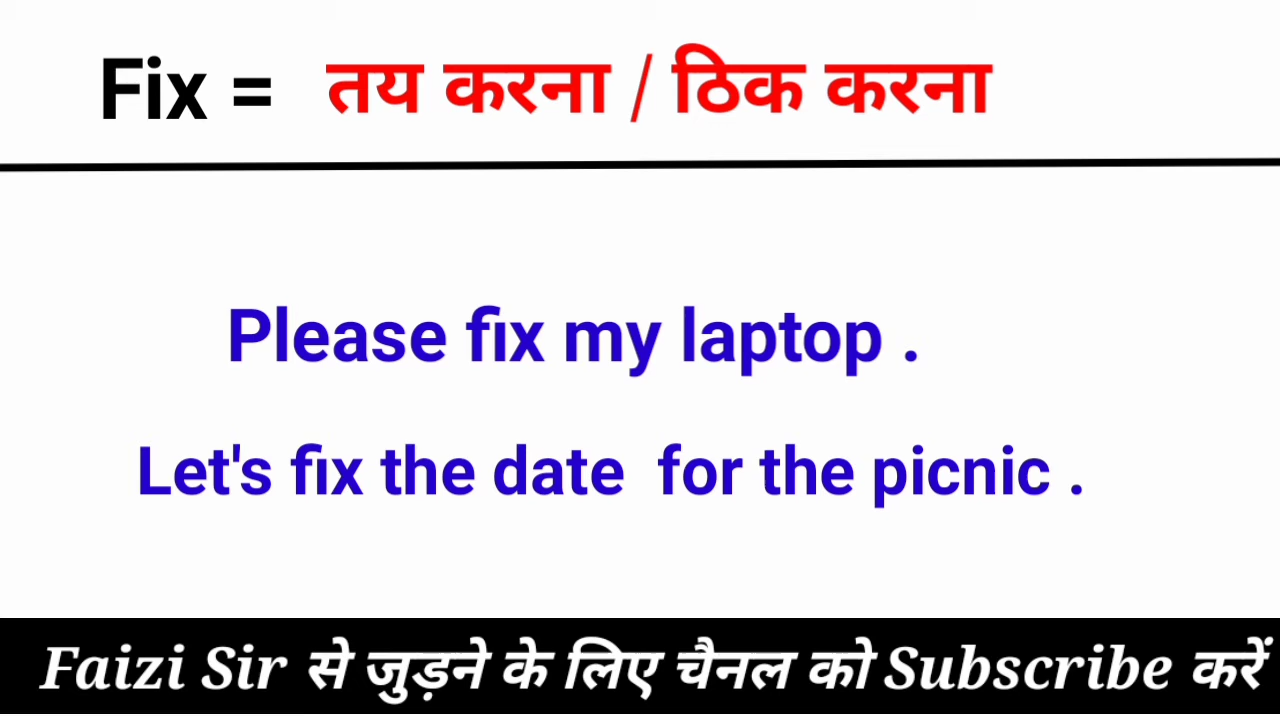 Fix = तय करना / ठिक करना
Please fix my laptop .
Let's fix the date  for the picnic .
Faizi Sir से जुड़ने के लिए चैनल को Subscribe करें